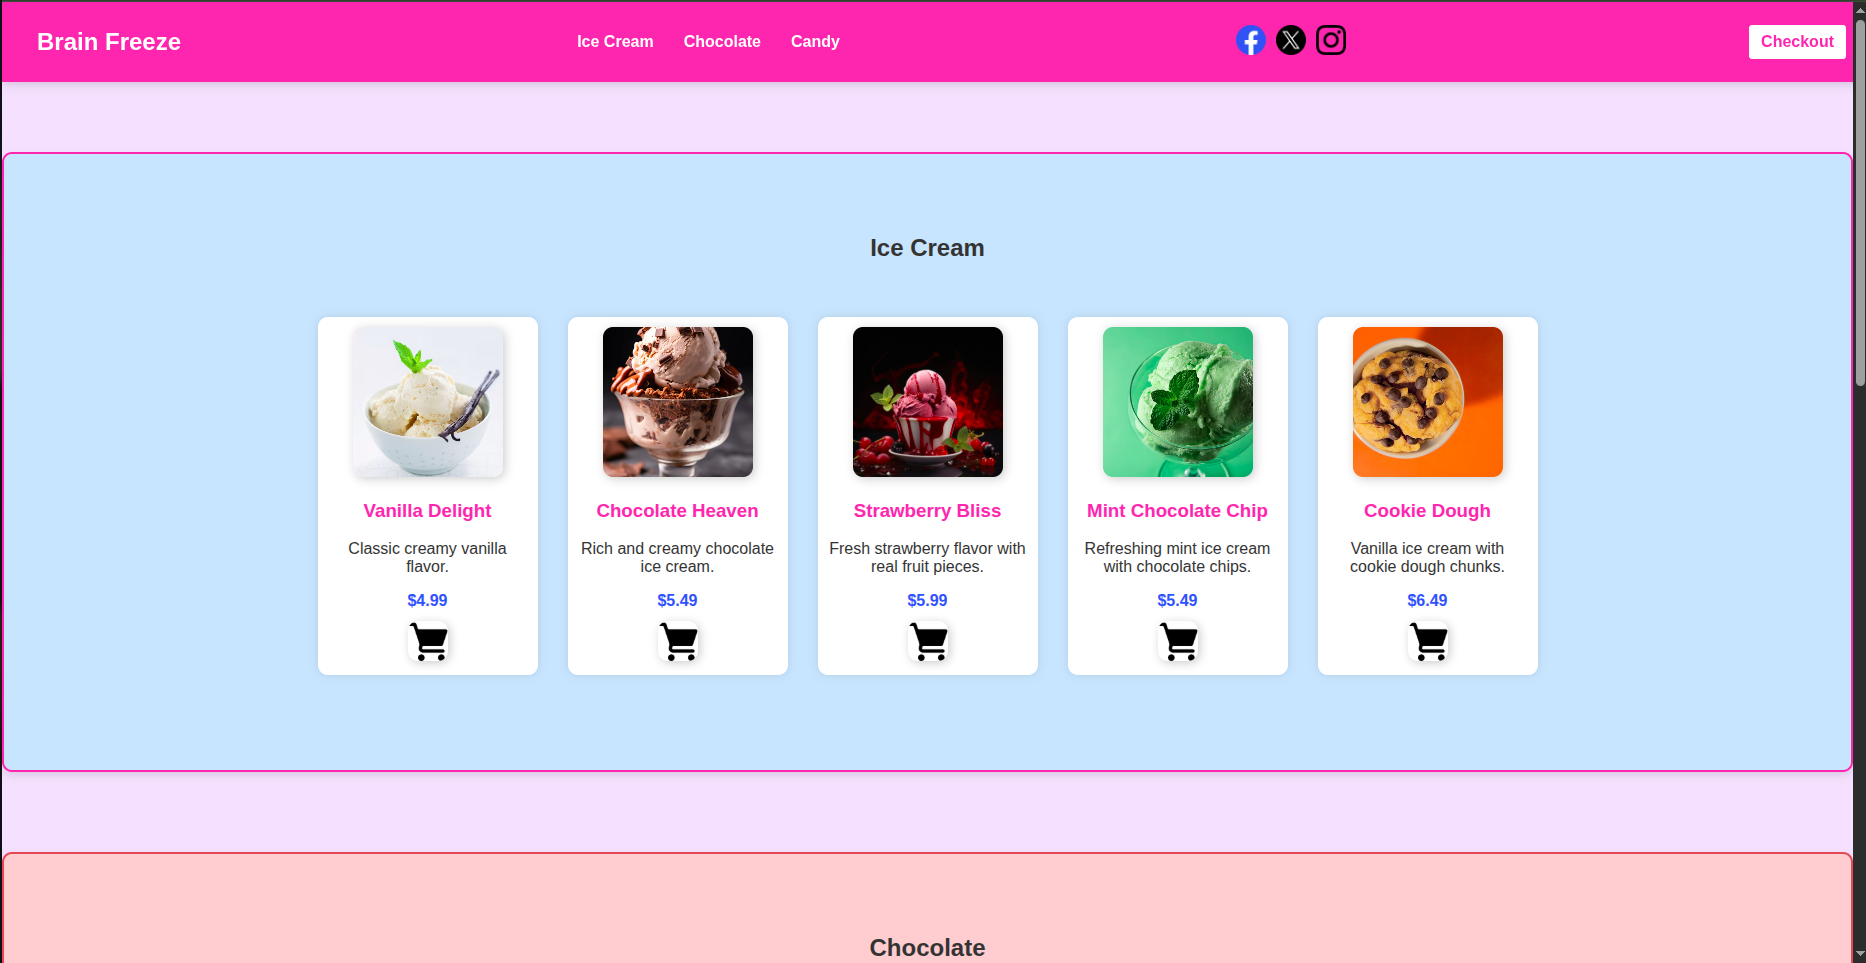 Brain Freeze
Ice Cream Chocolate Candy
Checkout
Ice Cream
Vanilla Delight
Classic creamy vanilla
flavor.
$4.99
Chocolate Heaven
Rich and creamy chocolate
ice cream.
$5.49
Strawberry Bliss
Fresh strawberry flavor with
real fruit pieces.
$5.99
Mint Chocolate Chip
Refreshing mint ice cream
with chocolate chips.
$5.49
Cookie Dough
Vanilla ice cream with
cookie dough chunks.
$6.49
Chocolate